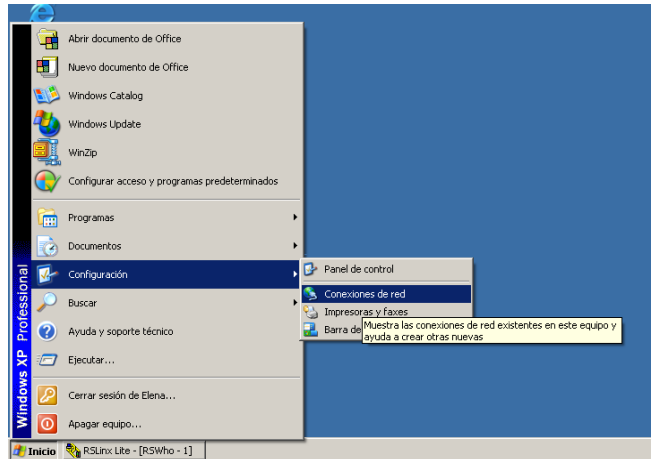 Abrir documento de Office
Nuevo documento de Office
Windows Catalog
Windows Update
WinZip
Configurar acceso y programas predeterminados
Programas
Documentos
Configuración
Buscar
Ayuda y soporte técnico
Ejecutar...
Cerrar sesión de Elena...
Apagar equipo...
Windows XP Professional
Panel de control
Conexiones de red
Impresoras y faxes
Barra de
Muestra las conexiones de red existentes en este equipo y
ayuda a crear otras nuevas
Inicio
RSLinx Lite - [RSWho - 1]